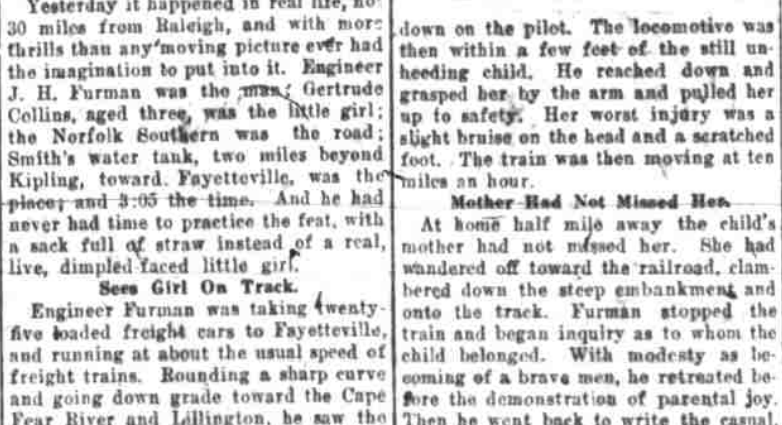 Yesterday it happened in real life, not
30 miles from Raleigh, and with more
thrills than any moving picture ever had
the imagination to put into it. Engineer
J. H. Furman was the man; Gertrude
Collins, aged three, was the little girl;
the Norfolk Southern was the road;
Smith's water tank, two miles beyond
Kipling, toward Fayetteville, was the
place; and 3:05 the time. And he had
never had time to practice the feat, with
a sack full of straw instead of a real,
live, dimpled-faced little girl.
Sees Girl On Track.
Engineer Furman was taking twenty-
five loaded freight cars to Fayetteville,
and running at about the usual speed of
freight trains. Rounding a sharp curve
and going down grade toward the Cape
Fear River and Lillington, he saw the
down on the pilot. The locomotive was
then within a few feet of the still un-
heeding child. He reached down and
grasped her by the arm and pulled her
up to safety. Her worst injury was a
slight bruise on the head and a scratched
foot. The train was then moving at ten
miles an hour.
Mother Had Not Missed Her.
At home half mile away the child's
mother had not missed her. She had
wandered off toward the railroad, clam-
bered down the steep embankment and
onto the track. Furman stopped the
train and began inquiry as to whom the
child belonged. With modesty as be-
coming of a brave men, he retreated be-
fore the demonstration of parental joy.
Then he went back to write the casual